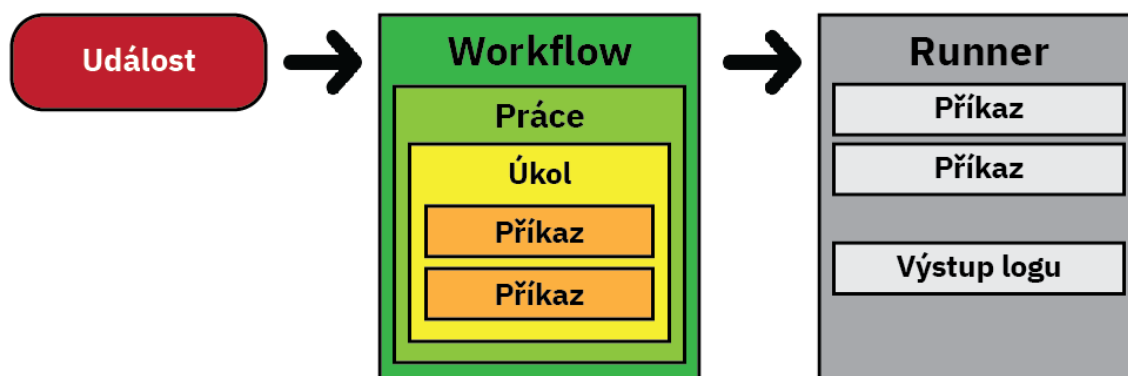 Událost
Workflow
Práce
Úkol
Příkaz
Příkaz
Runner
Příkaz
Příkaz
Výstup logu